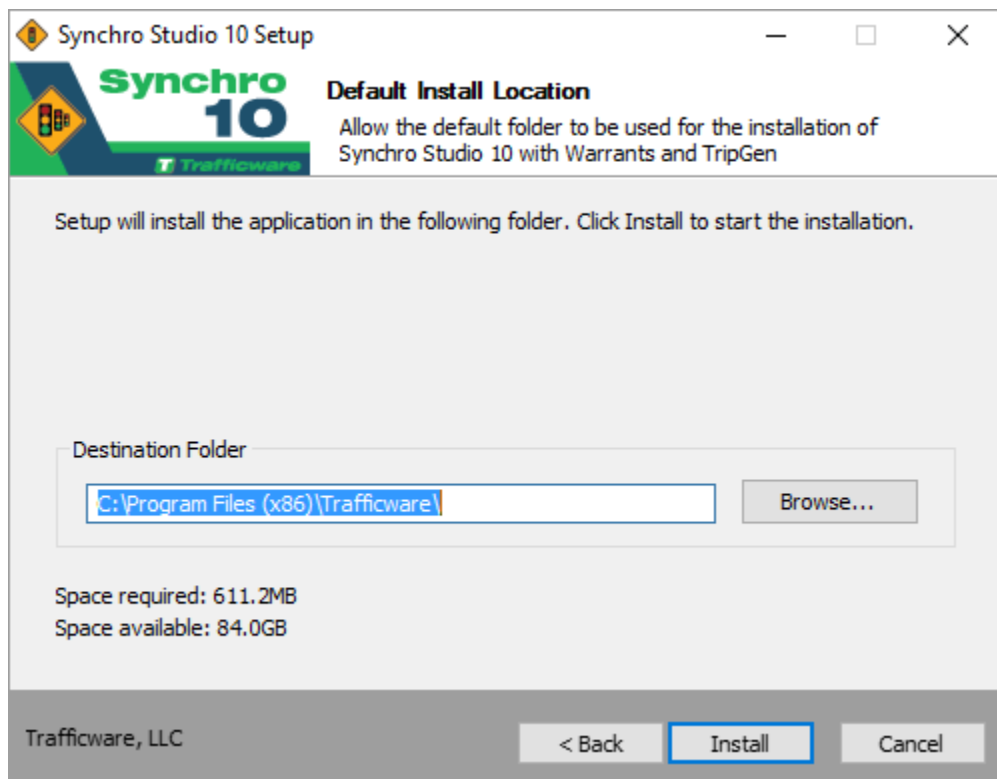 Synchro Studio 10 Setup
Synchro
10
T Trafficware
Default Install Location
Allow the default folder to be used for the installation of
Synchro Studio 10 with Warrants and TripGen
Setup will install the application in the following folder. Click Install to start the installation.
Destination Folder
C:\Program Files (x86)\Trafficware\
Browse...
Space required: 611.2MB
Space available: 84.0GB
Trafficware, LLC
< Back
Install
Cancel